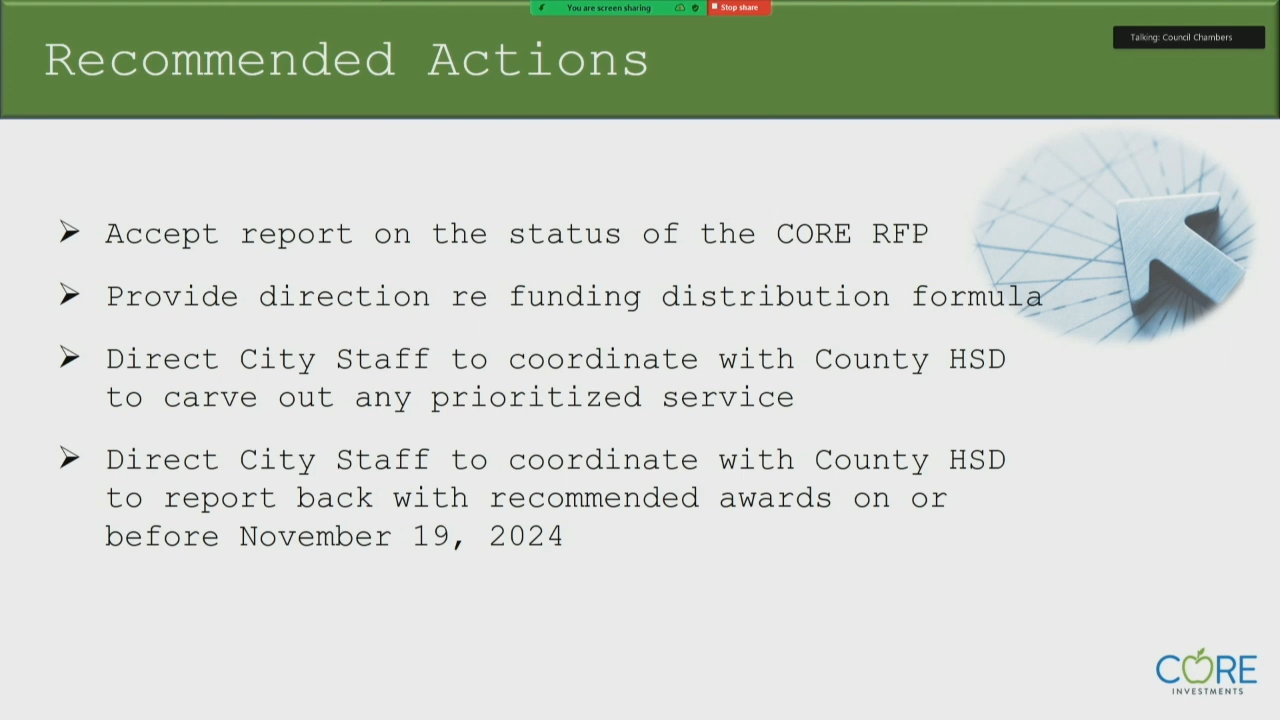 You are screen sharing
Stop share
Talking: Council Chambers
Recommended Actions
Accept report on the status of the CORE RFP
Provide direction re funding distribution formula
Direct City Staff to coordinate with County HSD
to carve out any prioritized service
Direct City Staff to coordinate with County HSD
to report back with recommended awards on or
before November 19, 2024
CORE
INVESTMENTS